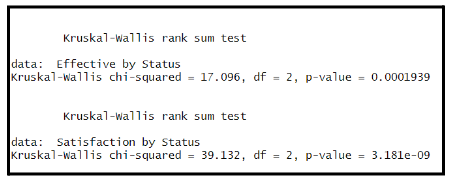 Kruskal-Wallis rank sum test
data:  Effective by Status
Kruskal-Wallis chi-squared = 17.096, df = 2, p-value = 0.0001939
Kruskal-Wallis rank sum test
data:  Satisfaction by Status
Kruskal-Wallis chi-squared = 39.132, df = 2, p-value = 3.181e-09